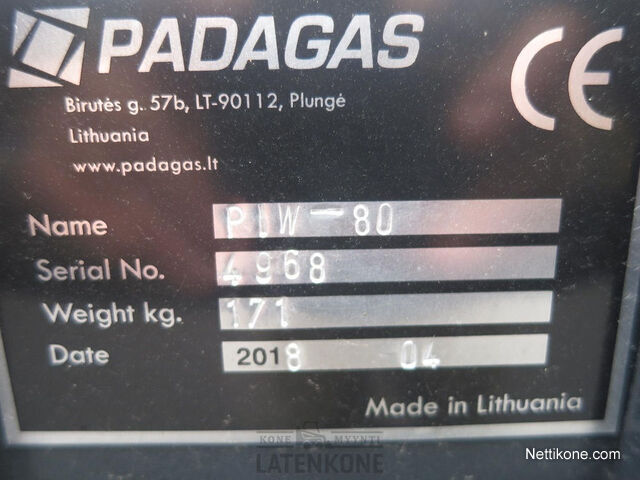 PADAGAS
CE
Birutės g. 57b, LT-90112, Plungė
Lithuania
www.padagas.lt
Name PIW-80
Serial No. 4968
Weight kg. 171
Date 2018 04
Made in Lithuania
KONE MYYNTI
LATENKONE
Nettikone.com